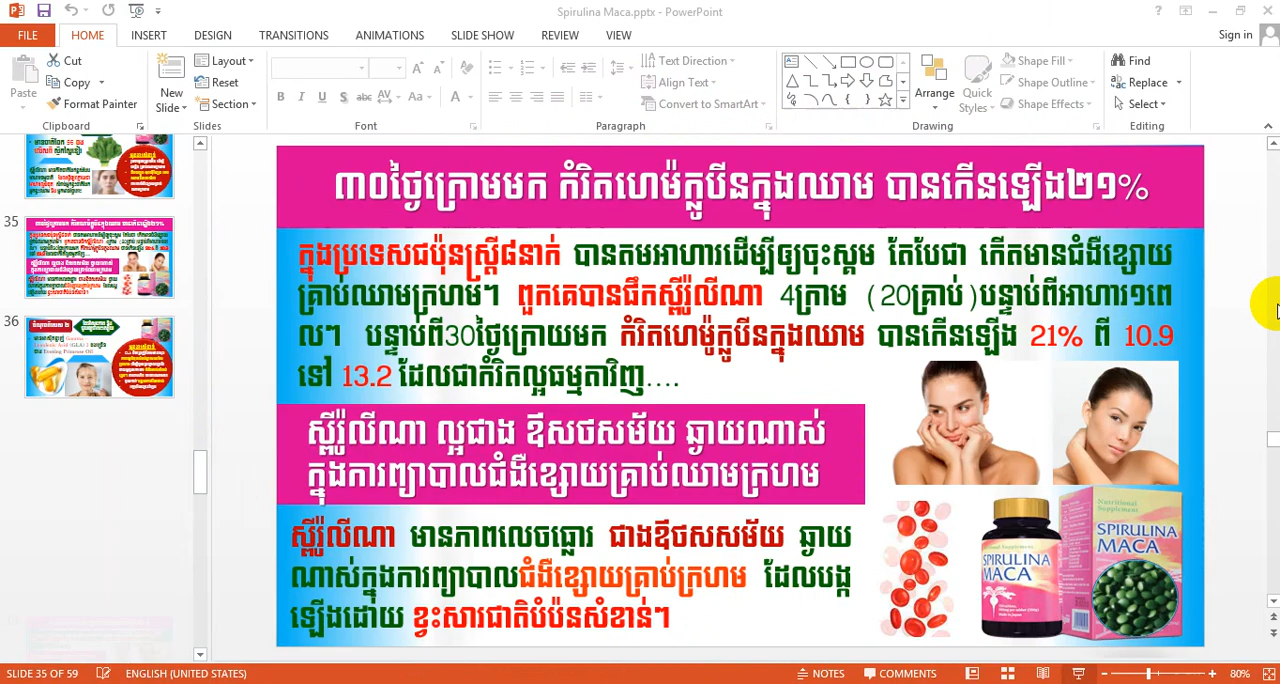 Spirulina Maca.pptx - PowerPoint
FILE HOME INSERT DESIGN TRANSITIONS ANIMATIONS SLIDE SHOW REVIEW VIEW Sign in
Paste
Cut
Copy
Format Painter
Clipboard
New Slide
Layout
Reset
Section
Slides
Font
Text Direction
Align Text
Convert to SmartArt
Paragraph
Arrange
Quick Styles
Shape Fill
Shape Outline
Shape Effects
Drawing
Find
Replace
Select
Editing
35
36
៣០ថ្ងៃក្រោមមក កំរិតហេម៉ូក្លូប៊ីនក្នុងឈាម បានកើនឡើង២១%
ក្នុងប្រទេសជប៉ុនស្ត្រី៨នាក់ បានតមអាហារដើម្បីឲ្យចុះស្គម តែបែជា កើតមានជំងឺខ្សោយ
គ្រាប់ឈាមក្រហម។ ពួកគេបានផឹកស្ពីរ៉ូលីណា 4ក្រាម (20គ្រាប់)បន្ទាប់ពីអាហារ១ពេ
ល។ បន្ទាប់ពី30ថ្ងៃក្រោយមក កំរិតហេម៉ូក្លូប៊ីនក្នុងឈាម បានកើនឡើង 21% ពី 10.9
ទៅ 13.2 ដែលជាកំរិតល្អធម្មតាវិញ....
ស្ពីរ៉ូលីណា ល្អជាង ឱសថសម័យ ឆ្ងាយណាស់
ក្នុងការព្យាបាលជំងឺខ្សោយគ្រាប់ឈាមក្រហម
ស្ពីរ៉ូលីណា មានភាពលេចធ្លោរ ជាងឱថសសម័យ ឆ្ងាយ
ណាស់ក្នុងការព្យាបាលជំងឺខ្សោយគ្រាប់ក្រហម ដែលបង្ក
ឡើងដោយ ខ្វះសារជាតិបំប៉នសំខាន់ៗ
Nutritional Supplement
SPIRULINA MACA
SPIRULINA MACA
SLIDE 35 OF 59 ENGLISH (UNITED STATES) NOTES COMMENTS 80%